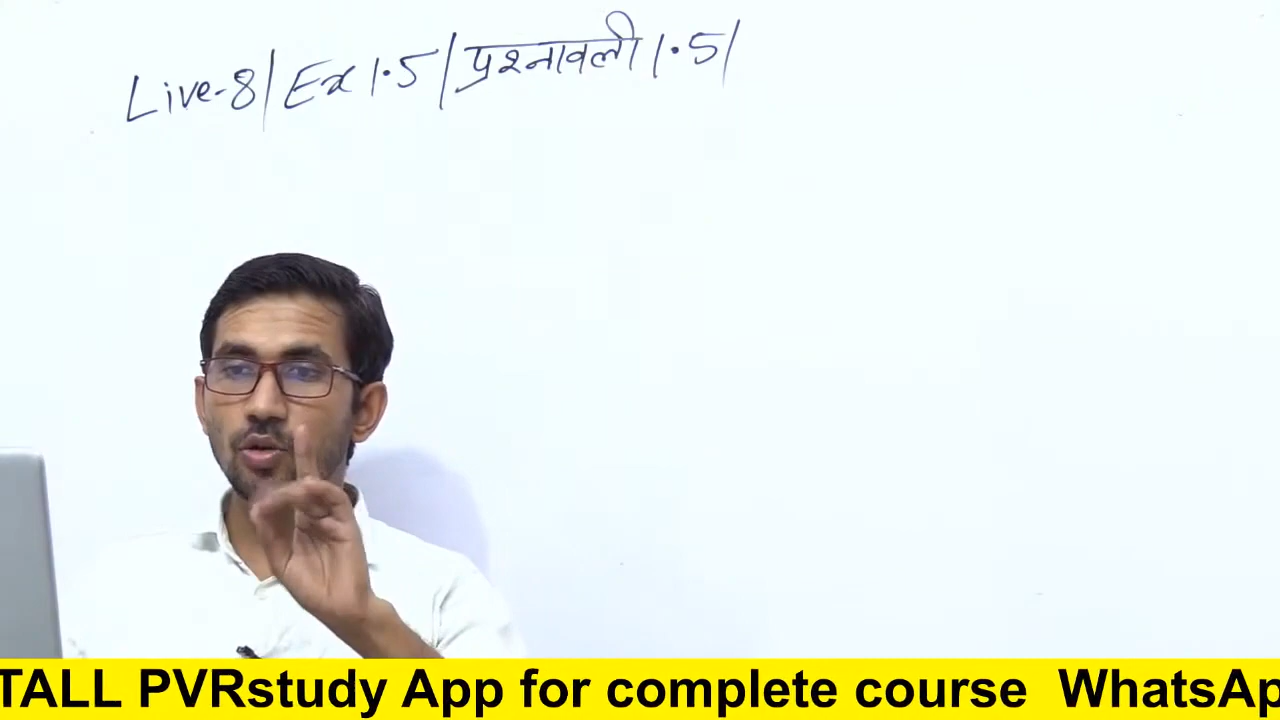 Live-8| Ex 1.5 | प्रश्नावली 1.5|
TALL PVRstudy App for complete course WhatsAp